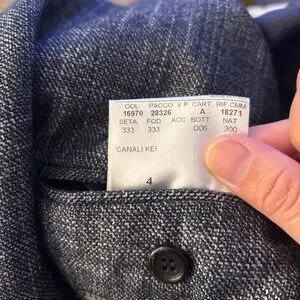 ODL PACCO V P CART. RIF CMM
16970 28326 A 18271
SETA FOD ACC BOTT NAT
333 333 D06 300
CANALI KEI
4